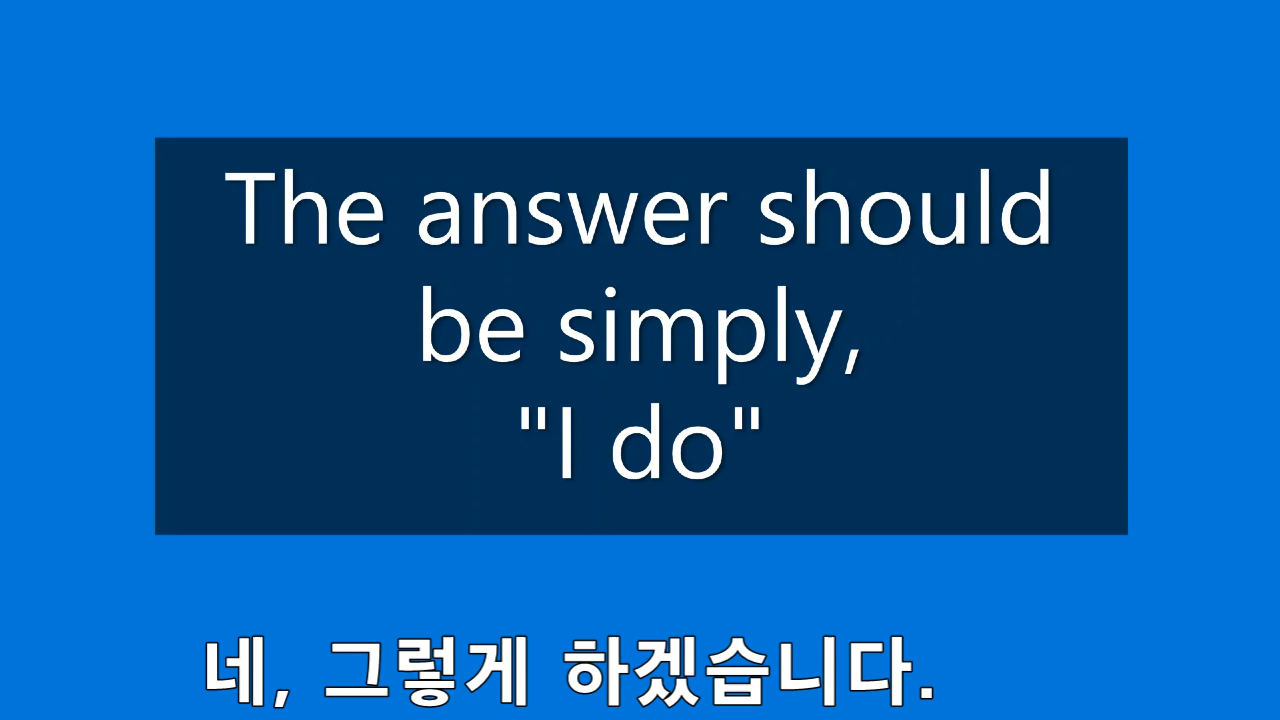 The answer should
be simply,
"I do"
네, 그렇게 하겠습니다.